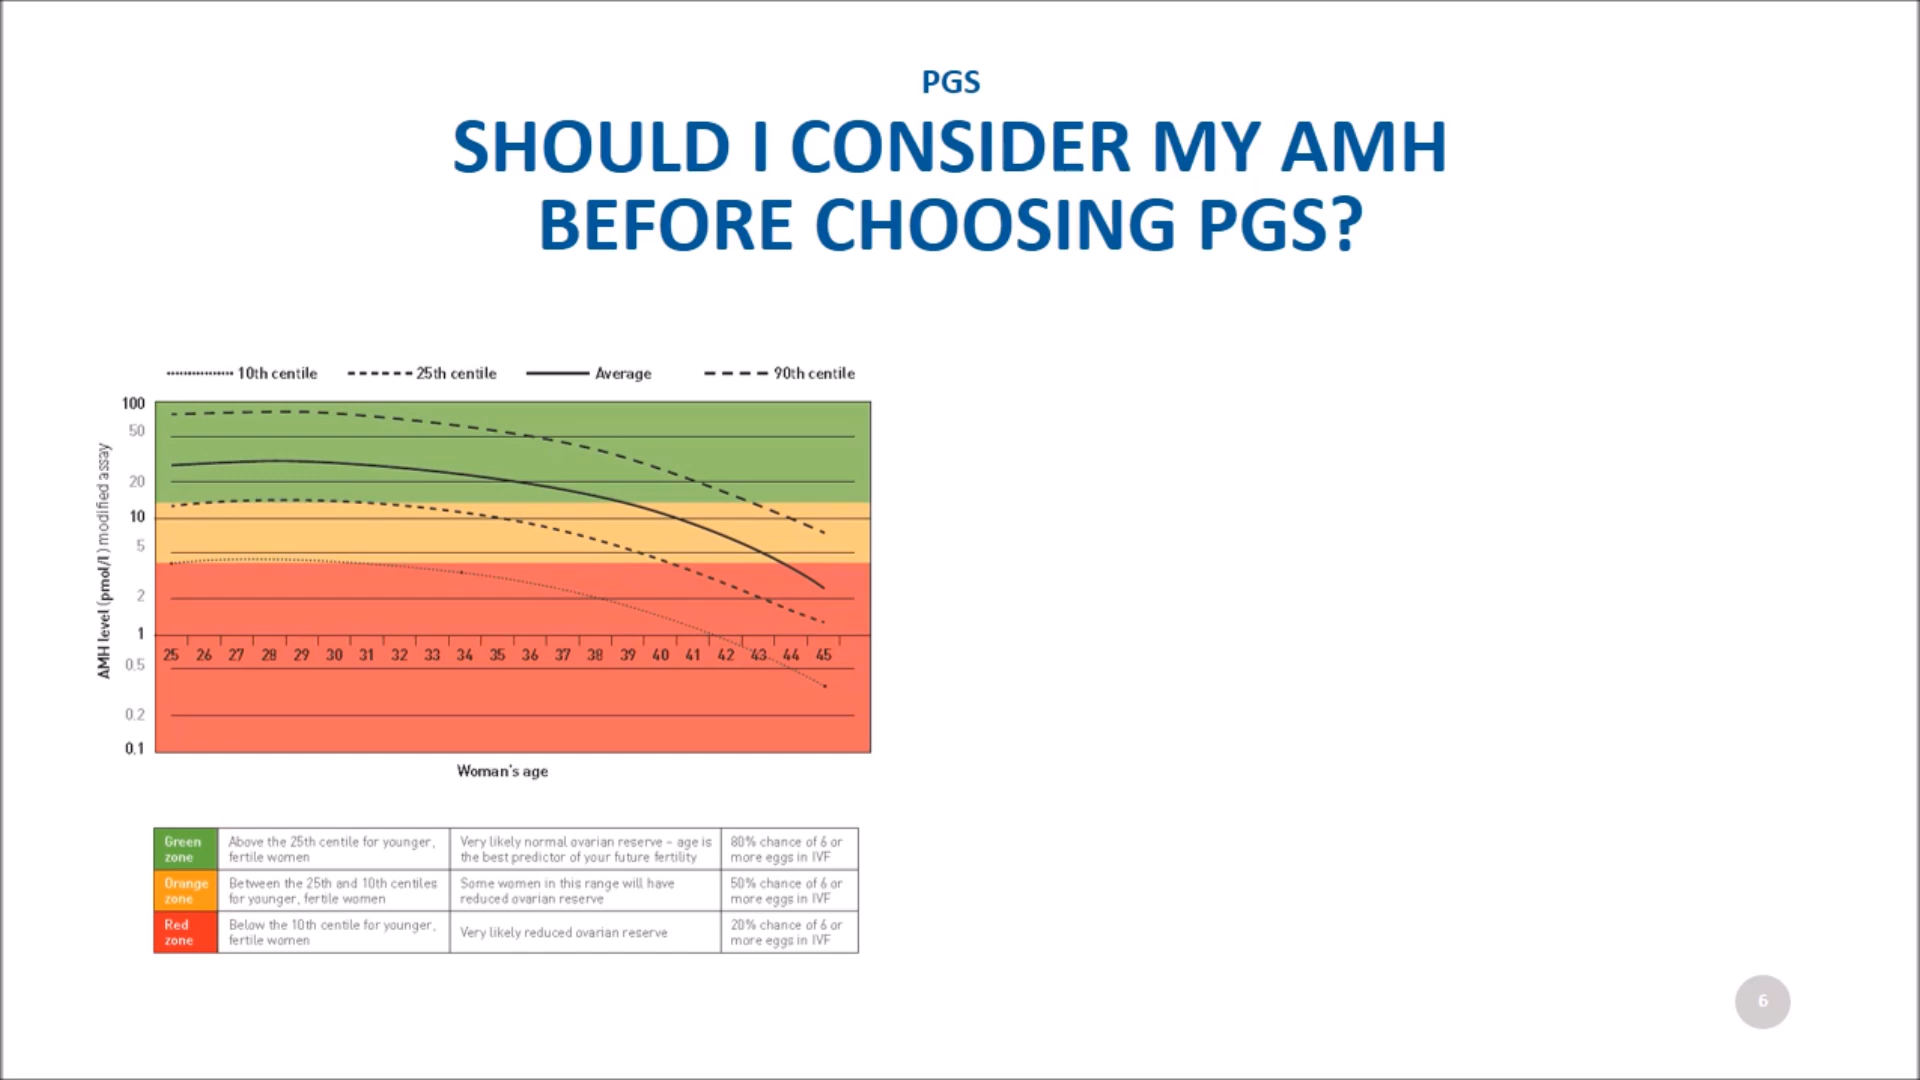 PGS
SHOULD I CONSIDER MY AMH
BEFORE CHOOSING PGS?
10th centile 25th centile Average 90th centile
100
50
20
10
5
2
1
0.5
0.2
0.1
AMH level (pmol/l) modified assay
25 26 27 28 29 30 31 32 33 34 35 36 37 38 39 40 41 42 43 44 45
Woman's age
Green zone
Above the 25th centile for younger,
fertile women
Very likely normal ovarian reserve – age is
the best predictor of your future fertility
80% chance of 6 or
more eggs in IVF
Orange zone
Between the 25th and 10th centiles
for younger, fertile women
Some women in this range will have
reduced ovarian reserve
50% chance of 6 or
more eggs in IVF
Red zone
Below the 10th centile for younger,
fertile women
Very likely reduced ovarian reserve
20% chance of 6 or
more eggs in IVF
6